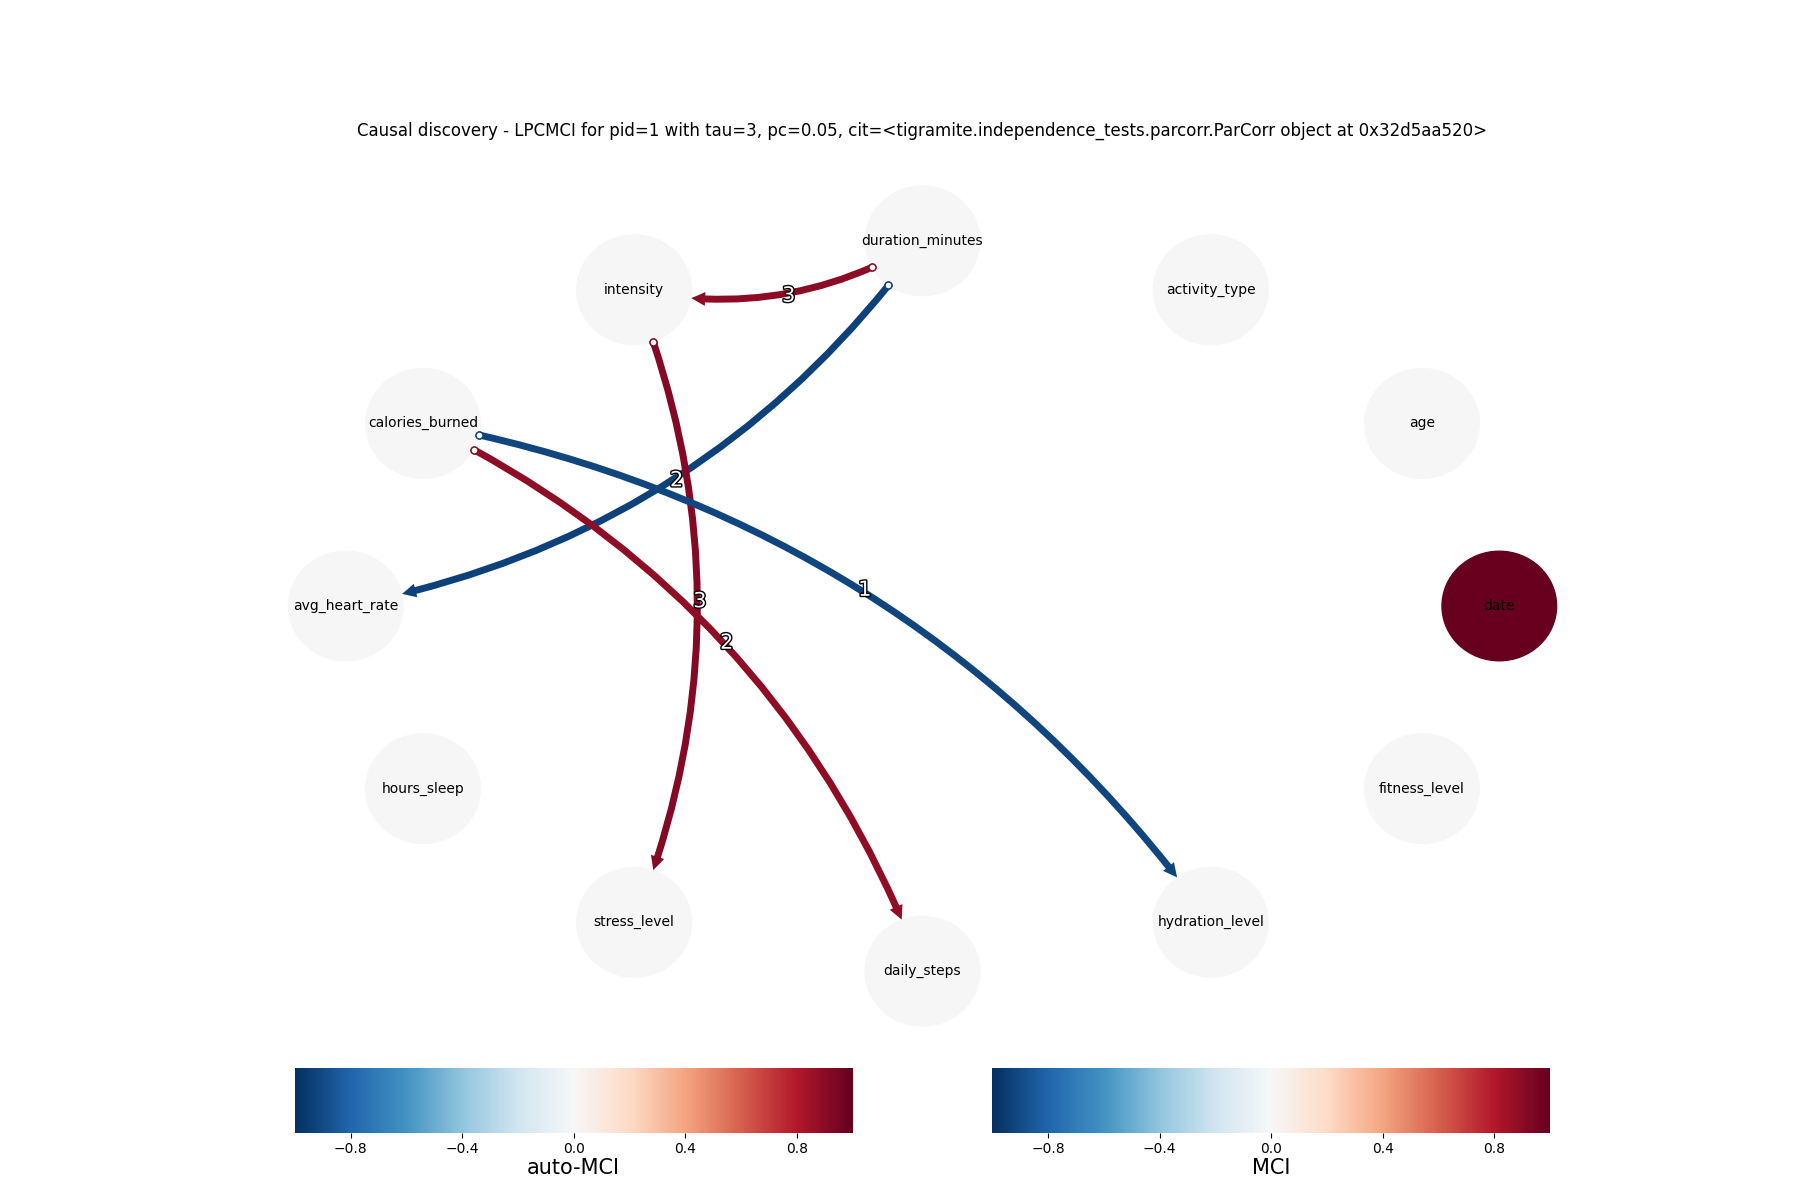 Causal discovery - LPCMCI for pid=1 with tau=3, pc=0.05, cit=<tigramite.independence_tests.parcorr.ParCorr object at 0x32d5aa520>
duration_minutes
intensity
activity_type
3
calories_burned
age
2
1
avg_heart_rate
3
date
2
hours_sleep
fitness_level
stress_level
hydration_level
daily_steps
−0.8 −0.4 0.0 0.4 0.8
auto-MCI
−0.8 −0.4 0.0 0.4 0.8
MCI